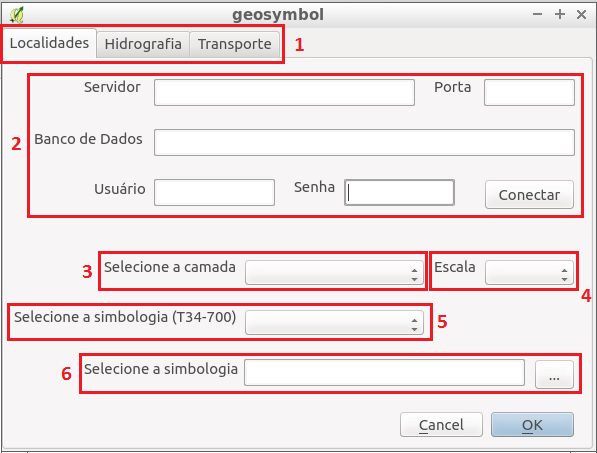 geosymbol
Localidades Hidrografia Transporte 1
Servidor Porta
2 Banco de Dados
Usuário Senha Conectar
3 Selecione a camada Escala 4
Selecione a simbologia (T34-700) 5
6 Selecione a simbologia ...
Cancel OK